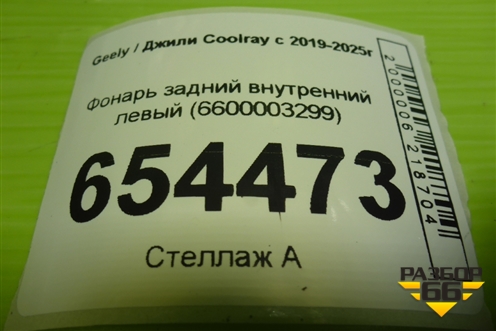 Geely / Джили Coolray с 2019-2025г
Фонарь задний внутренний
левый (6600003299)
654473
Стеллаж А
2000006218704
РАЗБОР
66